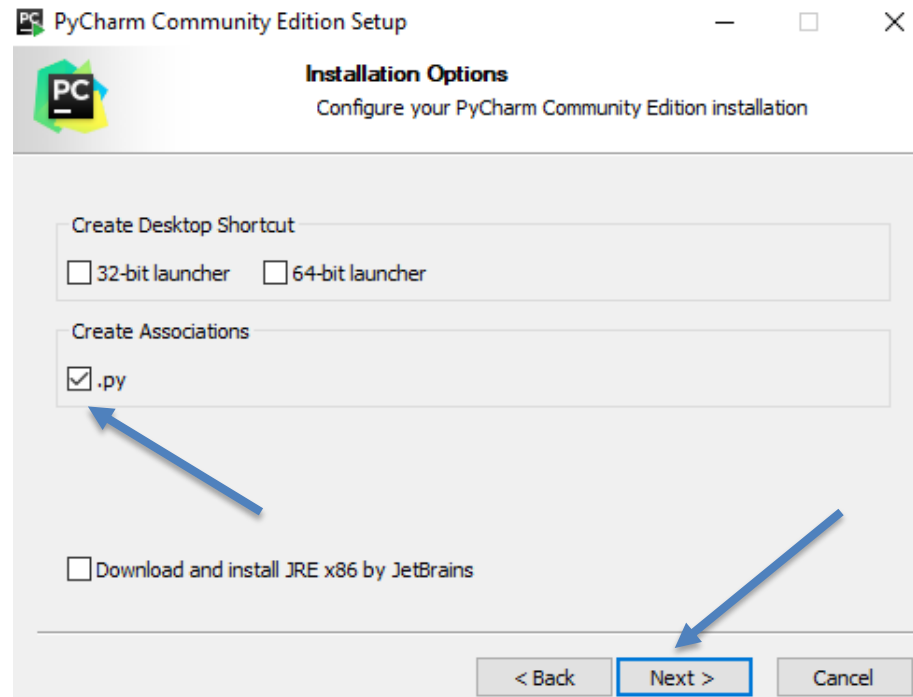 PyCharm Community Edition Setup
PC
Installation Options
Configure your PyCharm Community Edition installation
Create Desktop Shortcut
32-bit launcher 64-bit launcher
Create Associations
.py
Download and install JRE x86 by JetBrains
< Back Next > Cancel